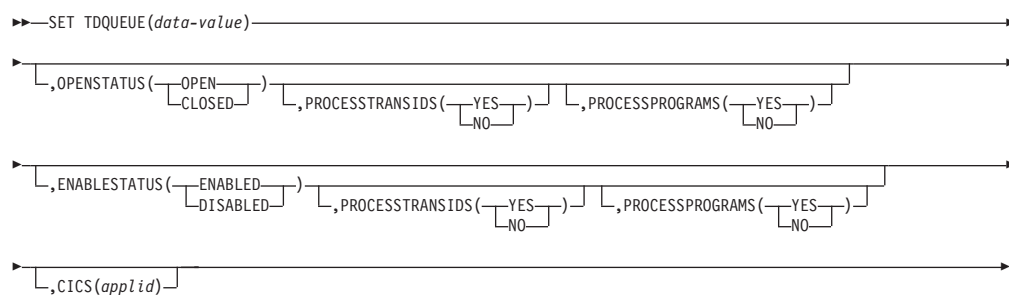 SET TDQUEUE(data-value)
,OPENSTATUS( OPEN ) ,PROCESSTRANSIDS( YES ) ,PROCESSPROGRAMS( YES )
CLOSED NO NO
,ENABLESTATUS( ENABLED ) ,PROCESSTRANSIDS( YES ) ,PROCESSPROGRAMS( YES )
DISABLED NO NO
,CICS(applid)